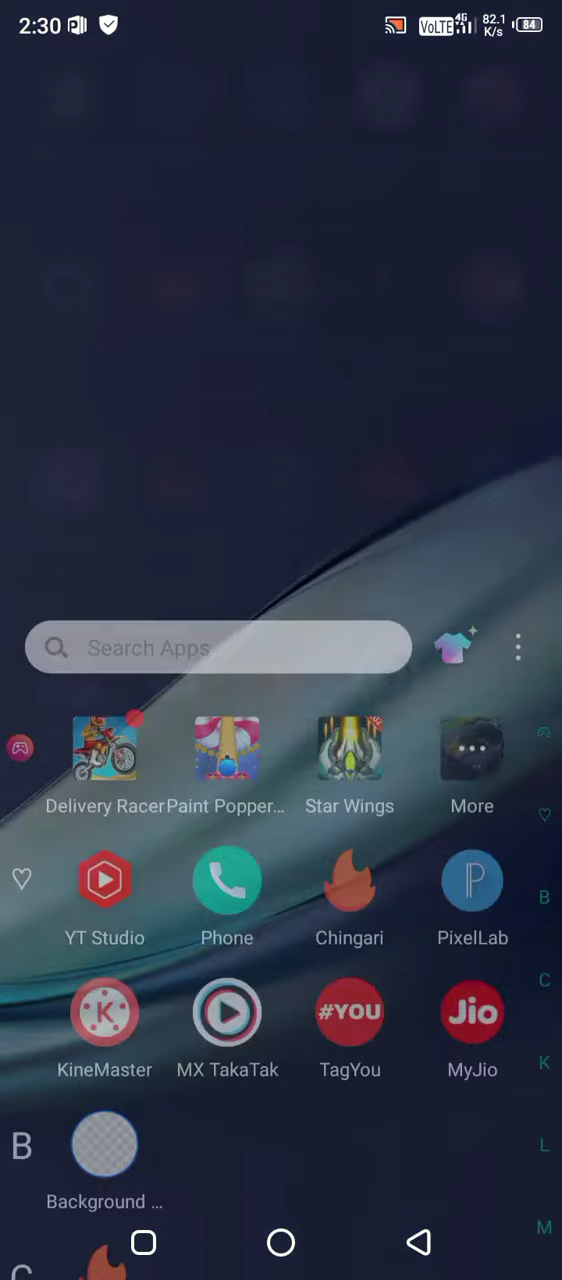 2:30 VoLTE 4G 82.1 K/s 84
Search Apps
Delivery Racer Paint Popper... Star Wings More
YT Studio Phone Chingari PixelLab
B
K #YOU Jio
C
KineMaster MX TakaTak TagYou MyJio
K
B
L
Background ...
M
C